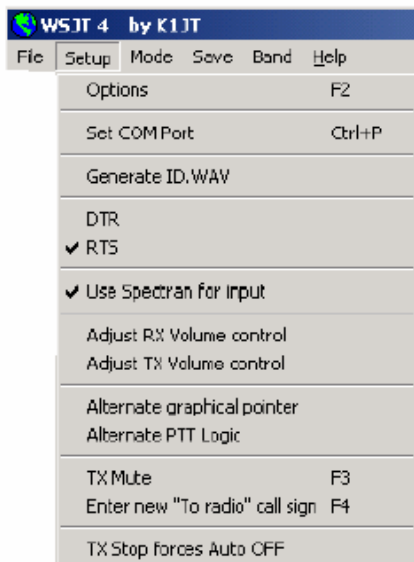 WSJT 4 by K1JT
File Setup Mode Save Band Help
Options F2
Set COM Port Ctrl+P
Generate ID.WAV
DTR
RTS
Use Spectran for input
Adjust RX Volume control
Adjust TX Volume control
Alternate graphical pointer
Alternate PTT Logic
TX Mute F3
Enter new "To radio" call sign F4
TX Stop forces Auto OFF